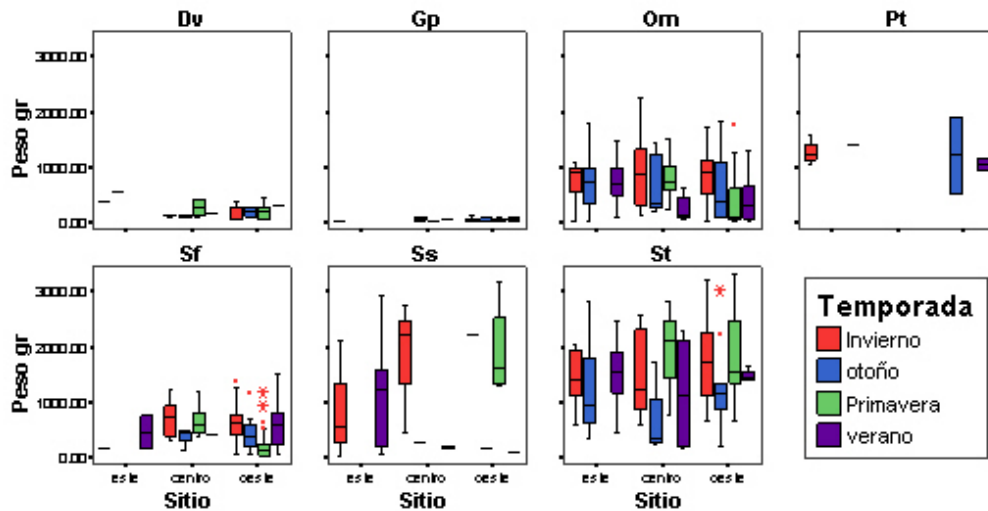 Dv Gp Om Pt
Peso gr
3000.00
2000.00
1000.00
0.00
Sf Ss St
Peso gr
3000.00
2000.00
1000.00
0.00
este centro oeste este centro oeste este centro oeste
Sitio Sitio Sitio
Temporada
Invierno
otoño
Primavera
verano